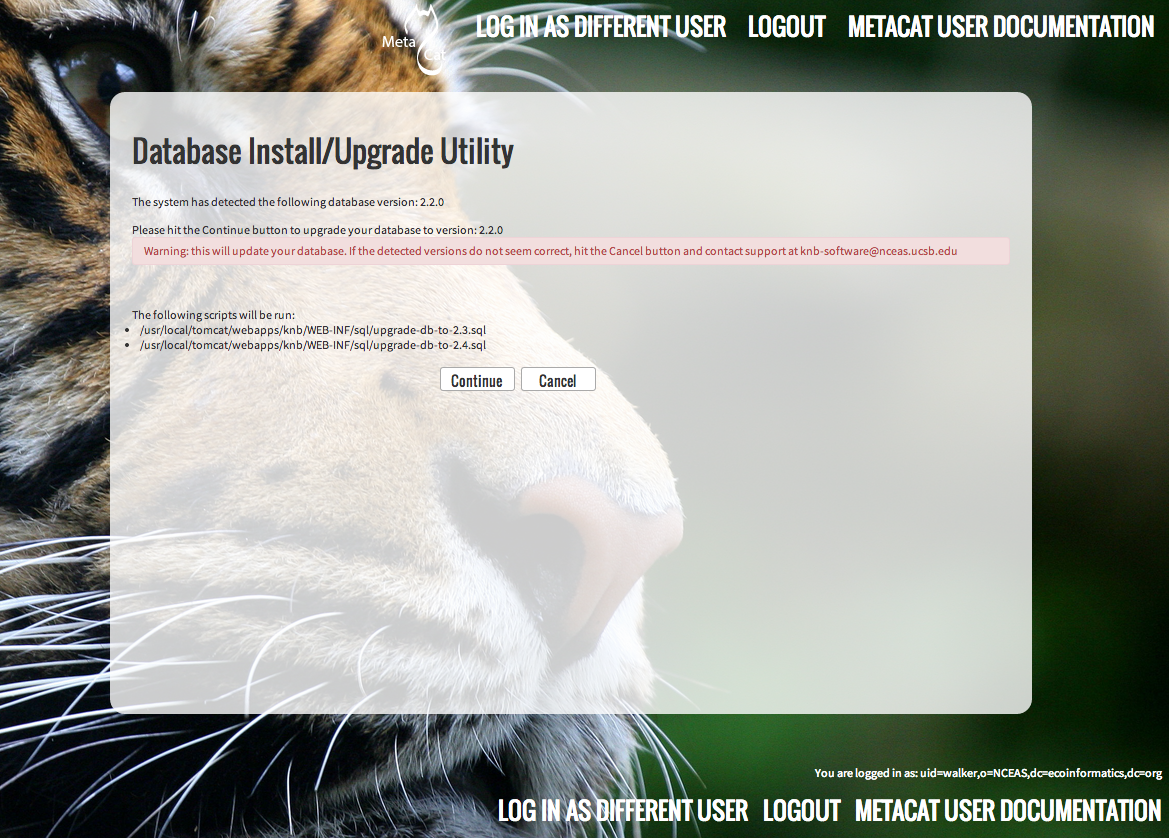 Meta
Cat
LOG IN AS DIFFERENT USER LOGOUT METACAT USER DOCUMENTATION
Database Install/Upgrade Utility
The system has detected the following database version: 2.2.0
Please hit the Continue button to upgrade your database to version: 2.2.0
Warning: this will update your database. If the detected versions do not seem correct, hit the Cancel button and contact support at knb-software@nceas.ucsb.edu
The following scripts will be run:
• /usr/local/tomcat/webapps/knb/WEB-INF/sql/upgrade-db-to-2.3.sql
• /usr/local/tomcat/webapps/knb/WEB-INF/sql/upgrade-db-to-2.4.sql
Continue Cancel
You are logged in as: uid=walker,o=NCEAS,dc=ecoinformatics,dc=org
LOG IN AS DIFFERENT USER LOGOUT METACAT USER DOCUMENTATION